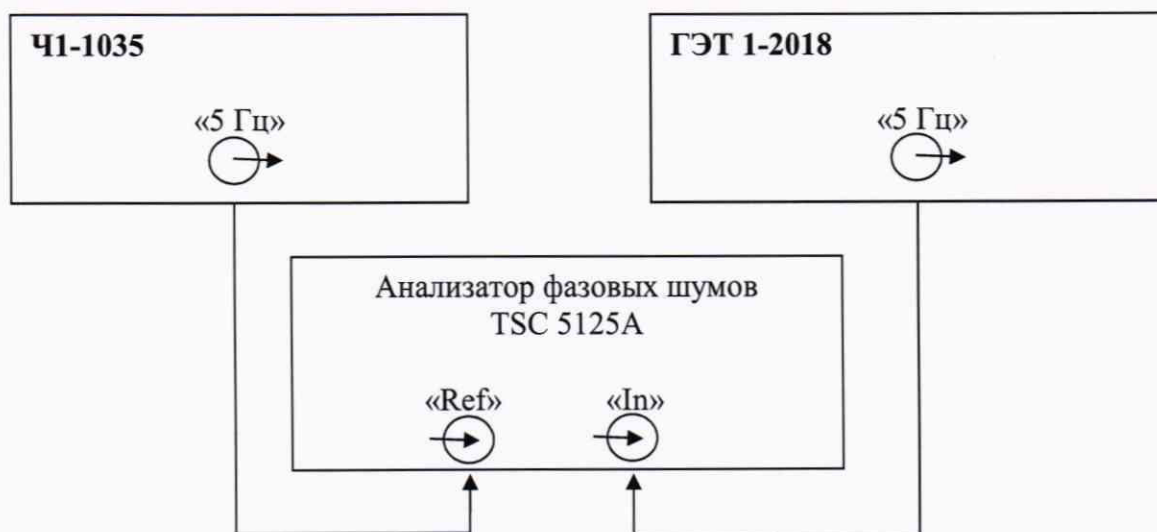 Ч1-1035
ГЭТ 1-2018
«5 Гц»
«5 Гц»
Анализатор фазовых шумов
TSC 5125A
«Ref»
«In»